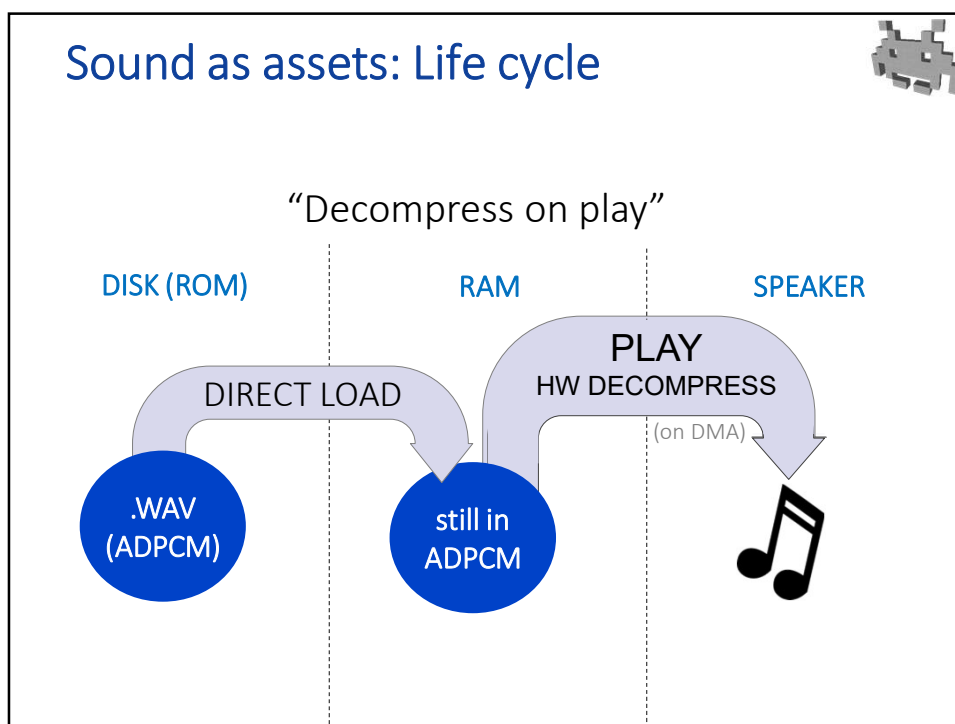 Sound as assets: Life cycle
“Decompress on play”
DISK (ROM)
RAM
SPEAKER
DIRECT LOAD
PLAY
HW DECOMPRESS
(on DMA)
.WAV
(ADPCM)
still in
ADPCM